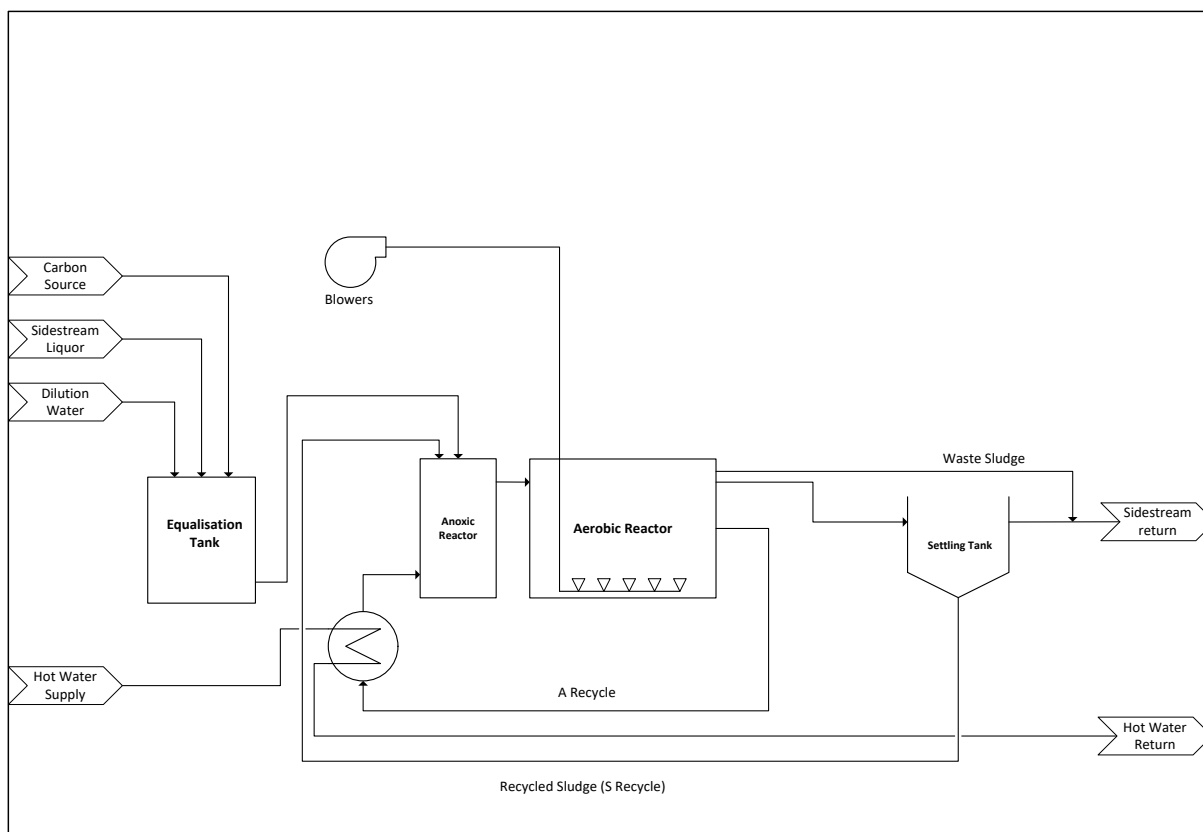 Carbon
Source
Blowers
Sidestream
Liquor
Dilution
Water
Waste Sludge
Equalisation
Tank
Anoxic
Reactor
Aerobic Reactor
Sidestream
return
Settling Tank
Hot Water
Supply
A Recycle
Hot Water
Return
Recycled Sludge (S Recycle)